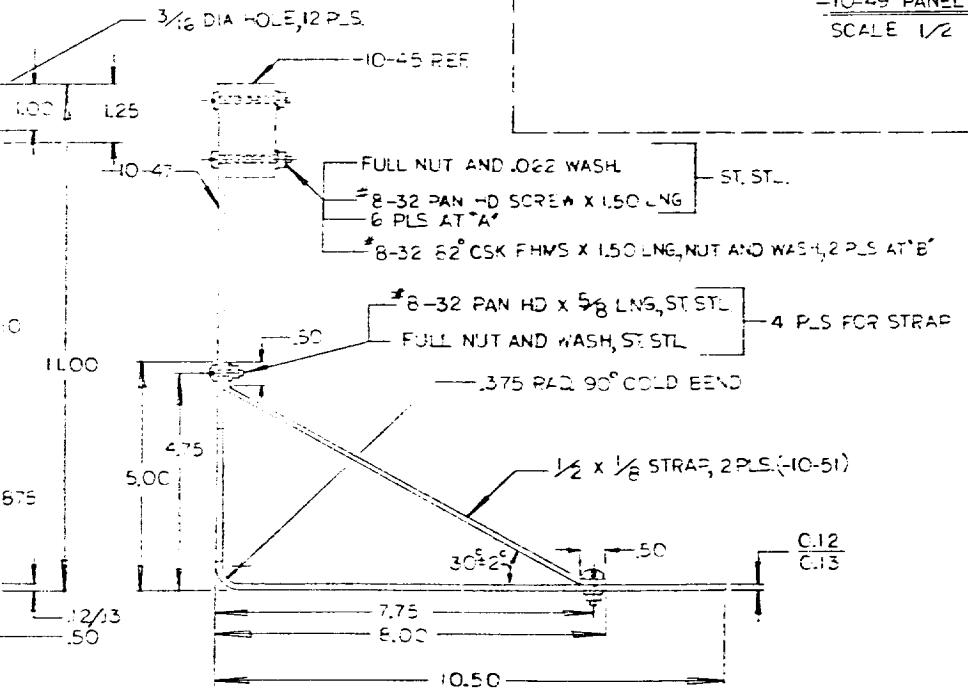 3/16 DIA HOLE, 12 PLS.
-10-49 PANEL
SCALE 1/2
-10-45 REF.
1.00
1.25
-10-47
FULL NUT AND .062 WASH.
#8-32 PAN HD SCREW X 1.50 LNG
ST. STL.
6 PLS AT "A"
#8-32 82° CSK FHMS X 1.50 LNG, NUT AND WASH, 2 PLS AT "B"
#8-32 PAN HD X 5/8 LNG, ST. STL.
FULL NUT AND WASH, ST. STL
4 PLS FOR STRAP
.50
11.00
.375 RAD. 90° COLD BEND
4.75
5.00
1/2 X 1/8 STRAP, 2 PLS. (-10-51)
875
30°±2°
.50
0.12
0.13
.12/.13
.50
7.75
8.00
10.50